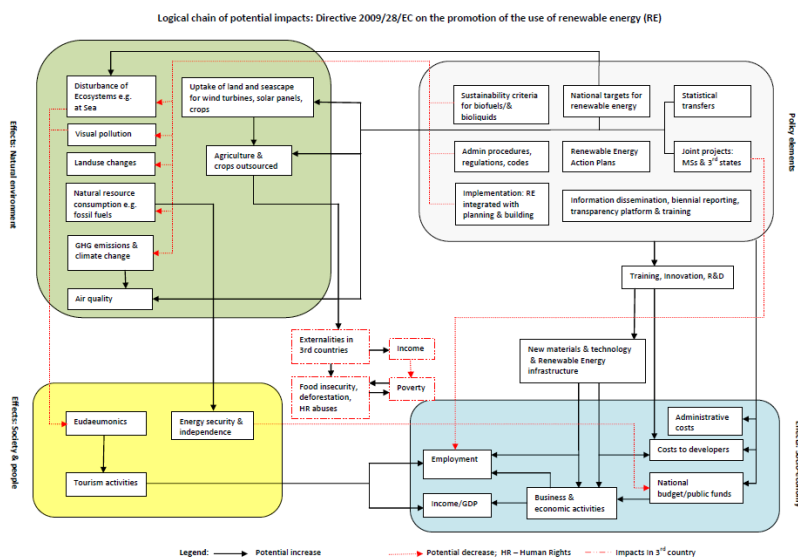 Logical chain of potential impacts: Directive 2009/28/EC on the promotion of the use of renewable energy (RE)
Effects: Natural environment
Disturbance of
Ecosystems e.g.
at Sea
Visual pollution
Landuse changes
Natural resource
consumption e.g.
fossil fuels
GHG emissions &
climate change
Air quality
Uptake of land and seascape
for wind turbines, solar panels,
crops
Agriculture &
crops outsourced
Policy elements
Sustainability criteria
for biofuels/&
bioliquids
National targets for
renewable energy
Statistical
transfers
Admin procedures,
regulations, codes
Renewable Energy
Action Plans
Joint projects:
MSs & 3rd states
Implementation: RE
integrated with
planning & building
Information dissemination, biennial reporting,
transparency platform & training
Training, Innovation, R&D
New materials & technology
& Renewable Energy
infrastructure
Externalities in
3rd countries
Income
Food insecurity,
deforestation,
HR abuses
Poverty
Effects: Society &
people
Eudaeumonics
Energy security &
independence
Tourism activities
Administrative
costs
Costs to developers
Employment
National
budget/public funds
Income/GDP
Business &
economic activities
Legend:
Potential increase
Potential decrease; HR – Human Rights
Impacts in 3rd country